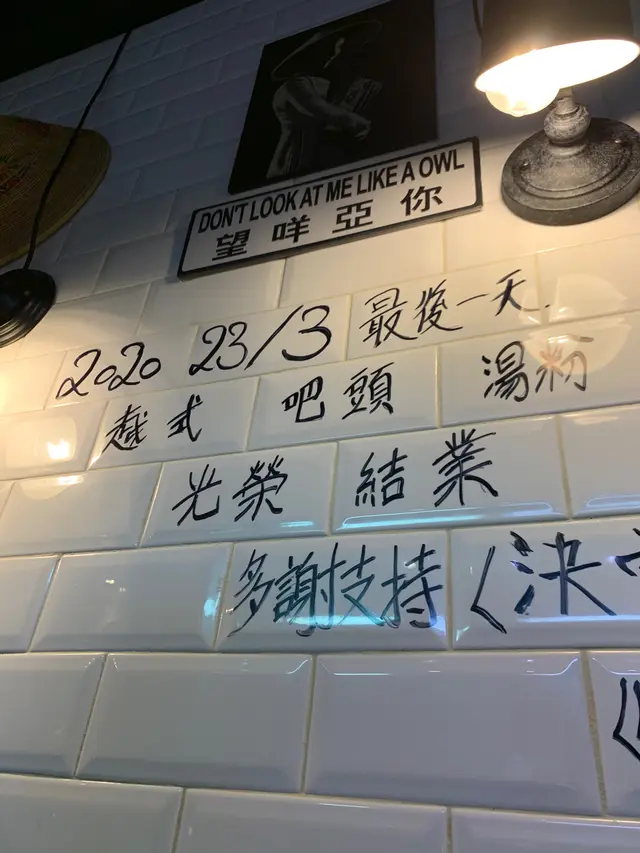 DON'T LOOK AT ME LIKE A OWL
望咩亞你
2020 23/3 最後一天
越式 吧頭 湯粉
光榮 結業
多謝支持 〈決